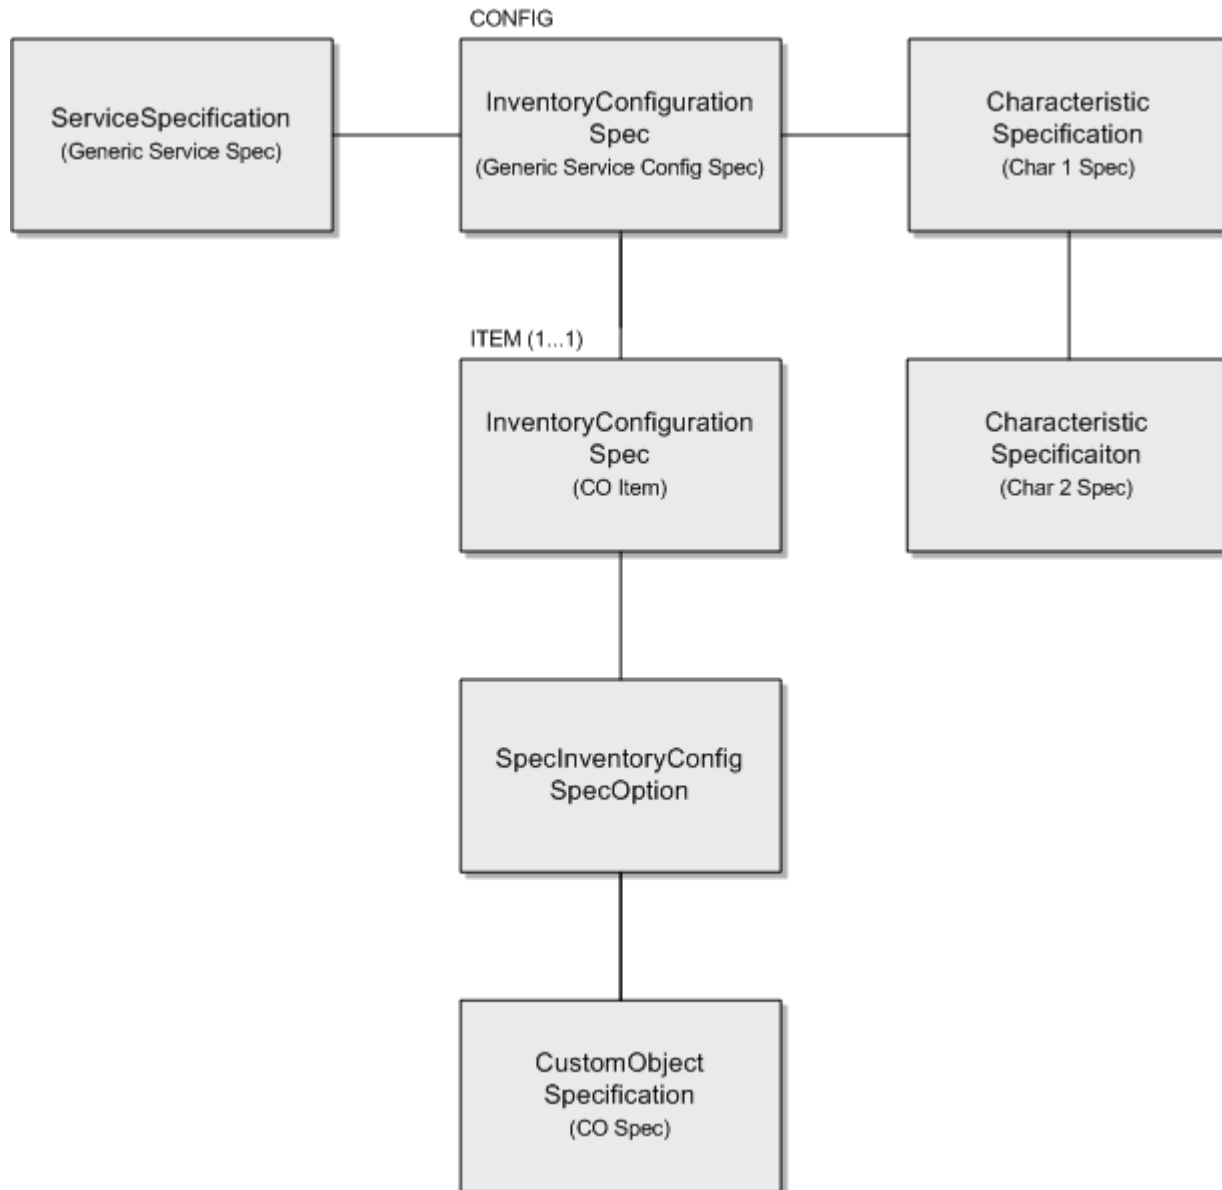 CONFIG
ServiceSpecification
(Generic Service Spec)
InventoryConfiguration
Spec
(Generic Service Config Spec)
Characteristic
Specification
(Char 1 Spec)
ITEM (1...1)
InventoryConfiguration
Spec
(CO Item)
Characteristic
Specificaiton
(Char 2 Spec)
SpecInventoryConfig
SpecOption
CustomObject
Specification
(CO Spec)